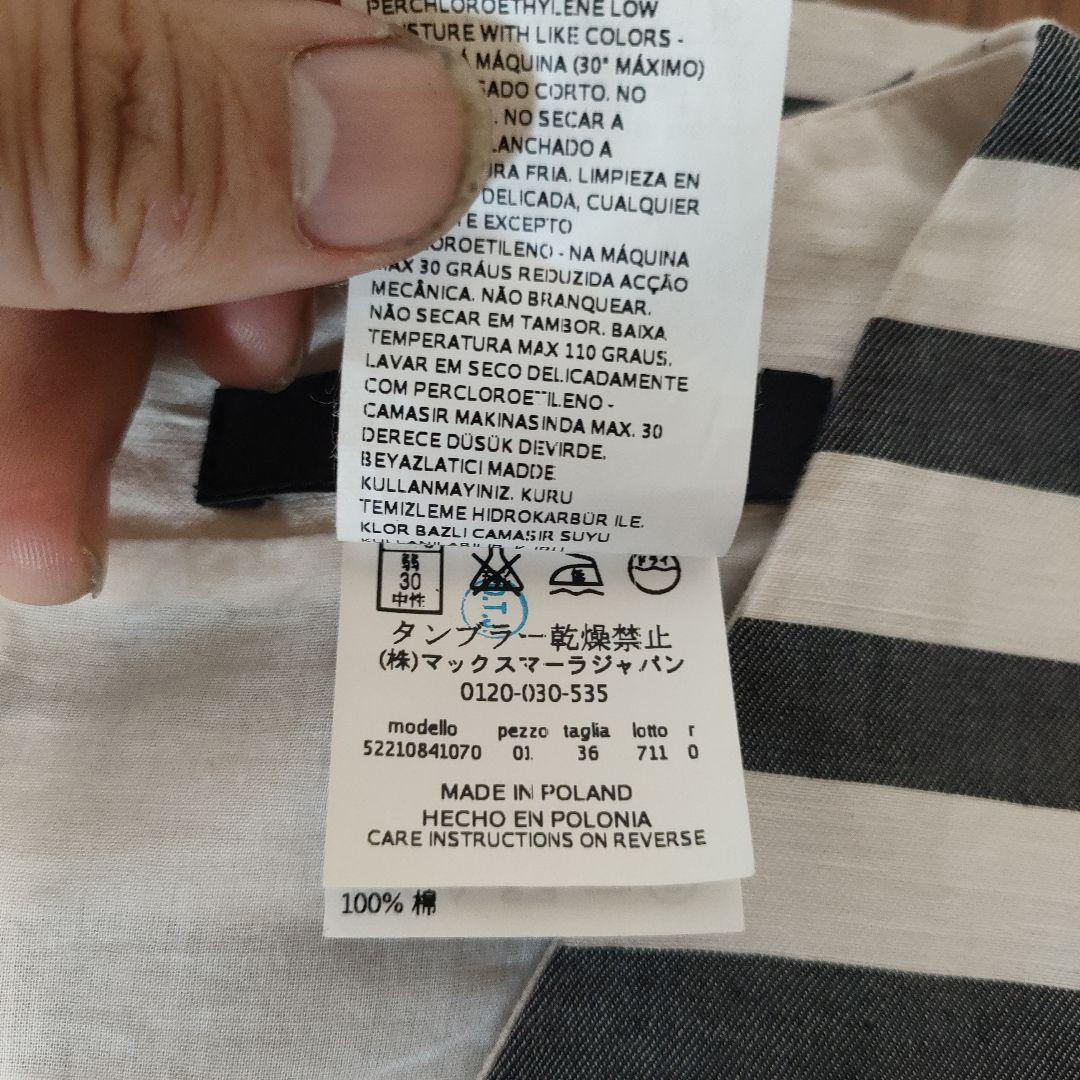 PERCHLOROETHYLENE LOW
WITH LIKE COLORS -
MÁQUINA (30° MÁXIMO)
CORTO. NO
. NO SECAR A
A
FRIA. LIMPIEZA EN
DELICADA, CUALQUIER
EXCEPTO
- NA MÁQUINA
MAX 30 GRÁUS REDUZIDA ACÇÃO
MECÂNICA. NÃO BRANQUEAR.
NÃO SECAR EM TAMBOR. BAIXA
TEMPERATURA MAX 110 GRAUS.
LAVAR EM SECO DELICADAMENTE
COM PERCLOROETILENO -
CAMASIR MAKINASINDA MAX. 30
DERECE DÜSÜK DEVIRDE.
BEYAZLATICI MADDE
KULLANMAYINIZ. KURU
TEMIZLEME HIDROKARBÜR ILE.
KLOR BAZLI CAMASIR SUYU
弱
30
中性
低
ドライ
タンブラー乾燥禁止
(株)マックスマーラジャパン
0120-030-535
modello pezzo taglia lotto r
52210841070 01 36 711 0
MADE IN POLAND
HECHO EN POLONIA
CARE INSTRUCTIONS ON REVERSE
100% 棉